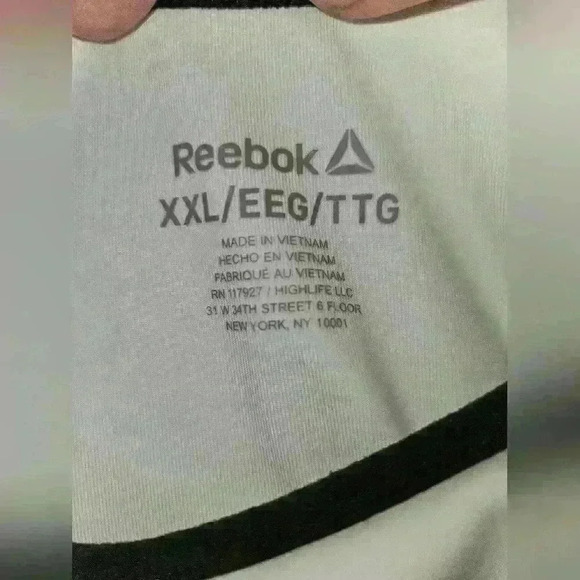 Reebok
XXL/EEG/TTG
MADE IN VIETNAM
HECHO EN VIETNAM
FABRIQUÉ AU VIETNAM
RN 117927 / HIGHLIFE LLC
31 W 34TH STREET 6 FLOOR
NEW YORK, NY 10001